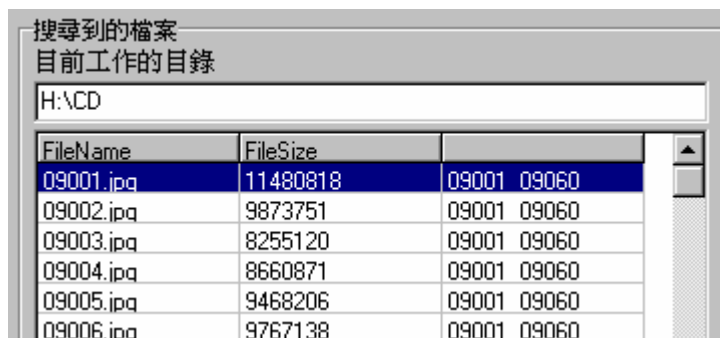 搜尋到的檔案
目前工作的目錄
H:\CD
FileName FileSize
09001.jpg 11480818 09001 09060
09002.jpg 9873751 09001 09060
09003.jpg 8255120 09001 09060
09004.jpg 8660871 09001 09060
09005.jpg 9468206 09001 09060
09006.jpg 9767138 09001 09060